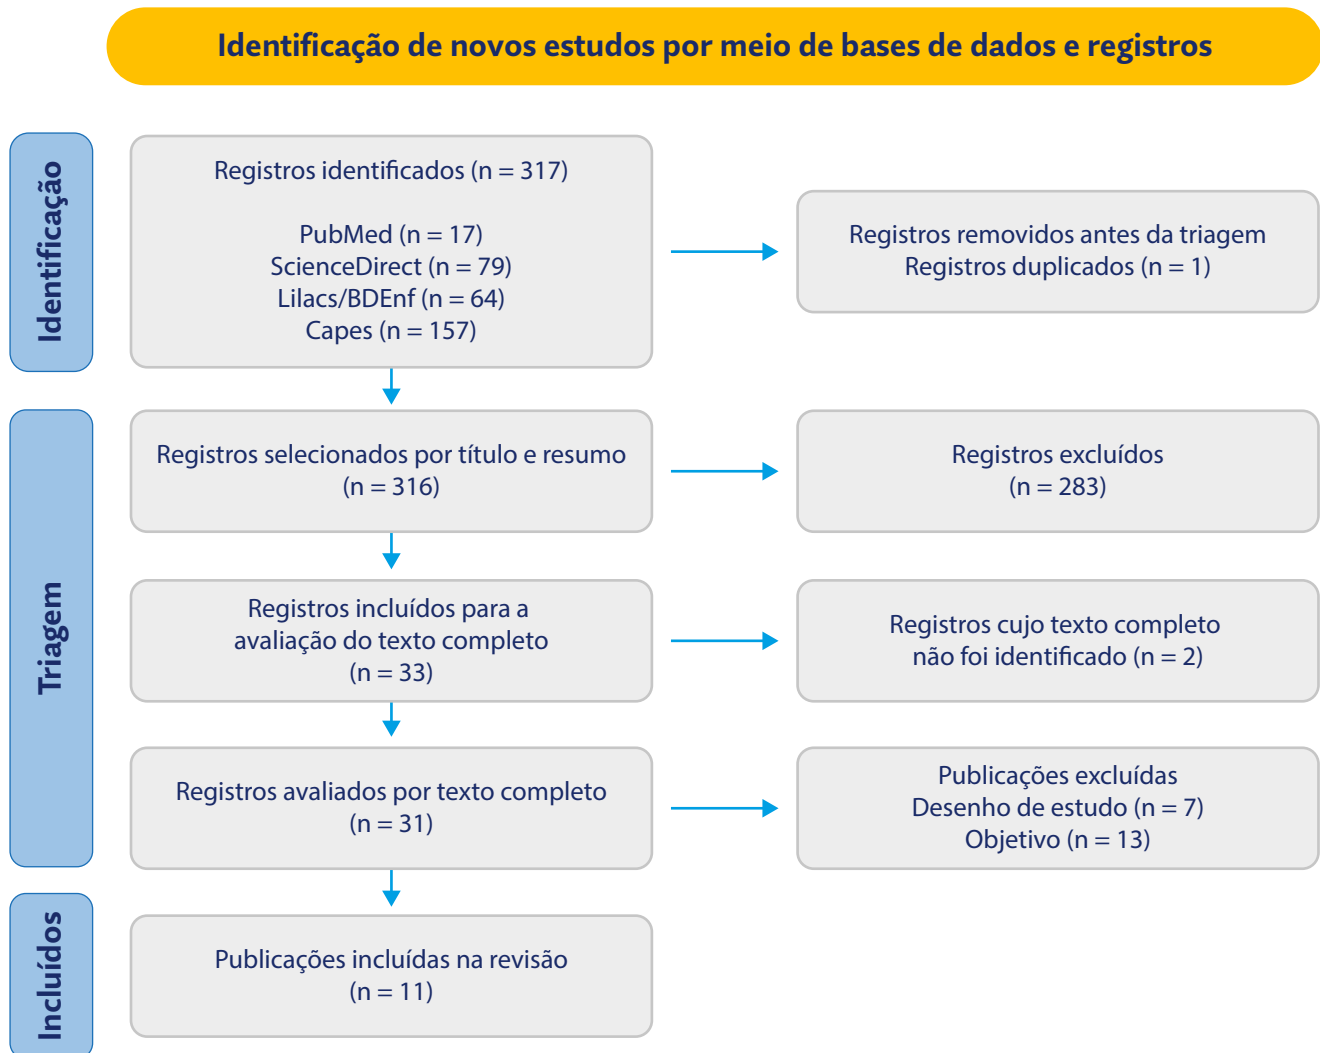 Identificação de novos estudos por meio de bases de dados e registros
Identificação
Registros identificados (n = 317)
PubMed (n = 17)
ScienceDirect (n = 79)
Lilacs/BDEnf (n = 64)
Capes (n = 157)
Registros removidos antes da triagem
Registros duplicados (n = 1)
Triagem
Registros selecionados por título e resumo
(n = 316)
Registros excluídos
(n = 283)
Registros incluídos para a
avaliação do texto completo
(n = 33)
Registros cujo texto completo
não foi identificado (n = 2)
Registros avaliados por texto completo
(n = 31)
Publicações excluídas
Desenho de estudo (n = 7)
Objetivo (n = 13)
Incluídos
Publicações incluídas na revisão
(n = 11)